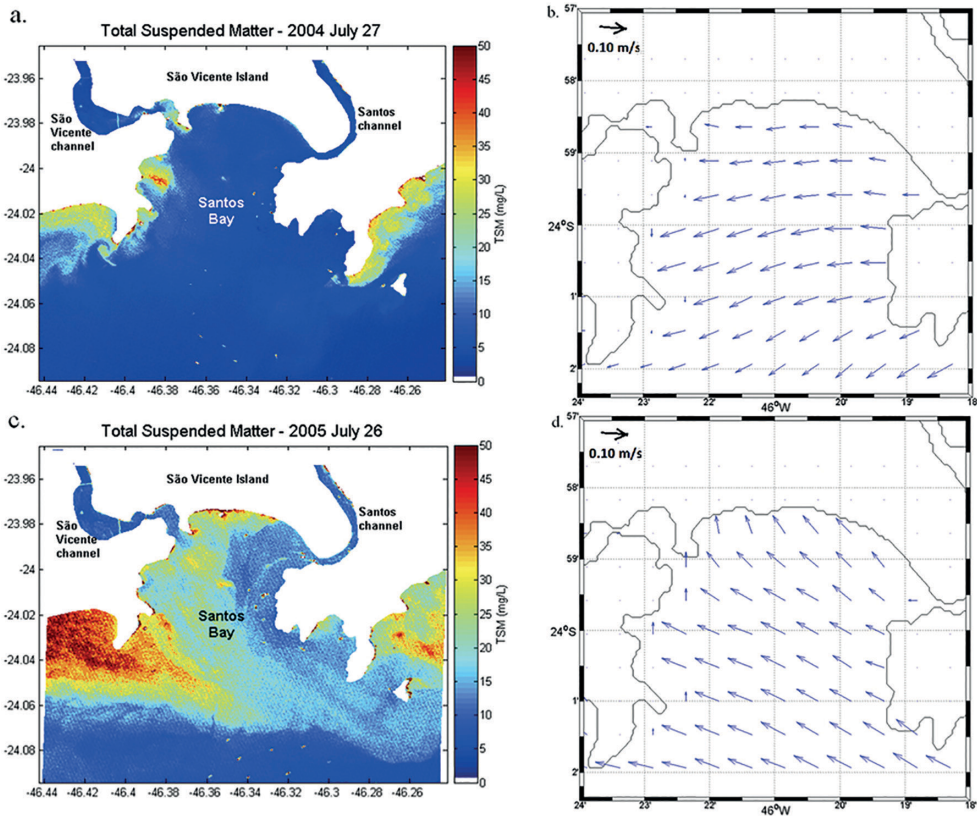 a.
Total Suspended Matter - 2004 July 27
-23.96
-23.98
-24
-24.02
-24.04
-24.06
-24.08
São Vicente Island
São
Vicente
channel
Santos
channel
Santos
Bay
-46.44 -46.42 -46.4 -46.38 -46.36 -46.34 -46.32 -46.3 -46.28 -46.26
50
45
40
35
30
25
20
15
10
5
0
TSM (mg/L)
b.
0.10 m/s
57'
58'
59'
24°S
1'
2'
24' 23' 22' 21' 20' 19' 18'
46°W
c.
Total Suspended Matter - 2005 July 26
-23.96
-23.98
-24
-24.02
-24.04
-24.06
-24.08
São Vicente Island
São
Vicente
channel
Santos
channel
Santos
Bay
-46.44 -46.42 -46.4 -46.38 -46.36 -46.34 -46.32 -46.3 -46.28 -46.26
50
45
40
35
30
25
20
15
10
5
0
TSM (mg/L)
d.
0.10 m/s
57'
58'
59'
24°S
1'
2'
24' 23' 22' 21' 20' 19' 18'
46°W